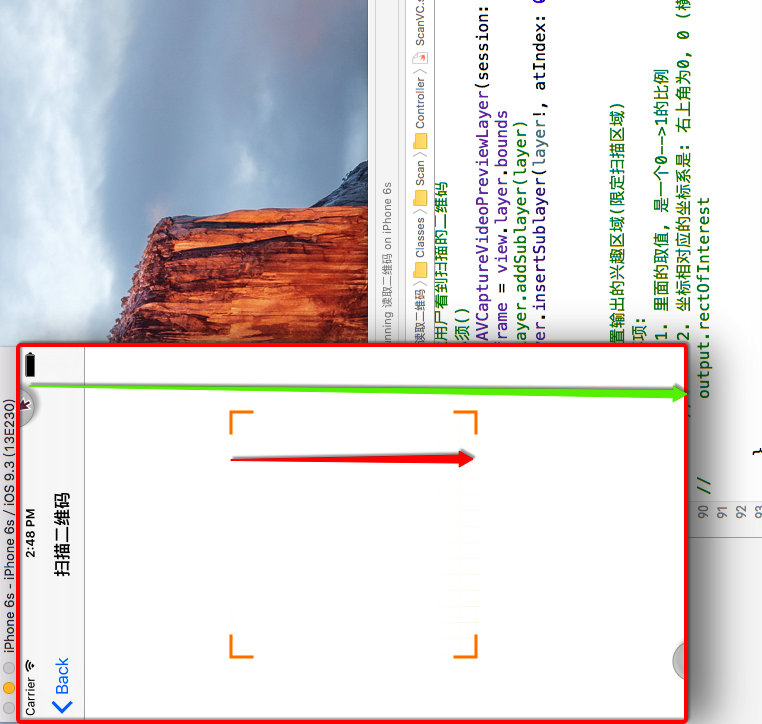 iPhone 6s - iPhone 6s / iOS 9.3 (13E230)
Carrier 2:48 PM
Back 扫描二维码
nning 读取二维码 on iPhone 6s
读取二维码 〉 Classes 〉 Scan 〉 Controller 〉 ScanVC.s
用户看到扫描的二维码
()
AVCaptureVideoPreviewLayer(session:
rame = view.layer.bounds
ayer.addSublayer(layer)
yer.insertSublayer(layer!, atIndex:
置输出的兴趣区域(限定扫描区域)
项:
1. 里面的取值, 是一个0-->1的比例
2. 坐标相对应的坐标系是: 右上角为0, 0 (横
90 // output.rectOfInterest
91
92
93 }